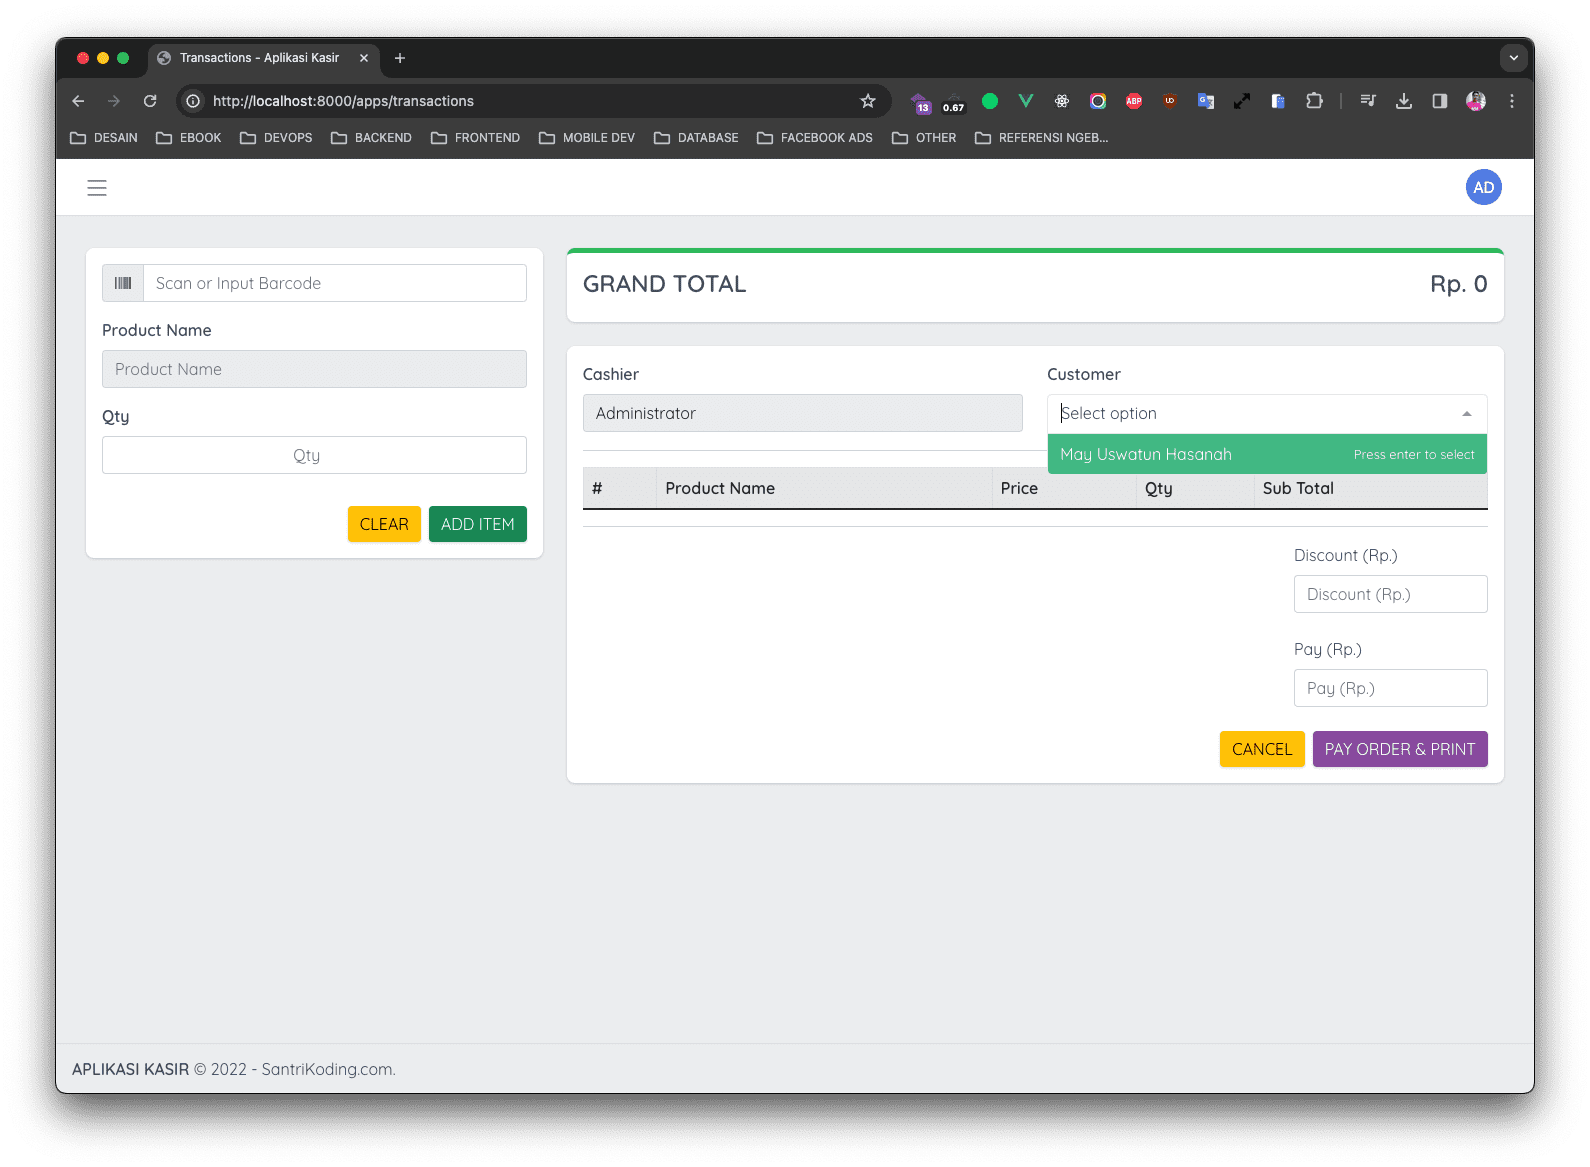 Transactions - Aplikasi Kasir
http://localhost:8000/apps/transactions
13
0.67
ABP
DESAIN
EBOOK
DEVOPS
BACKEND
FRONTEND
MOBILE DEV
DATABASE
FACEBOOK ADS
OTHER
REFERENSI NGEB...
AD
Scan or Input Barcode
Product Name
Product Name
Qty
Qty
CLEAR
ADD ITEM
GRAND TOTAL
Rp. 0
Cashier
Customer
Administrator
Select option
May Uswatun Hasanah
Press enter to select
# Product Name Price Qty Sub Total
Discount (Rp.)
Discount (Rp.)
Pay (Rp.)
Pay (Rp.)
CANCEL
PAY ORDER & PRINT
APLIKASI KASIR © 2022 - SantriKoding.com.